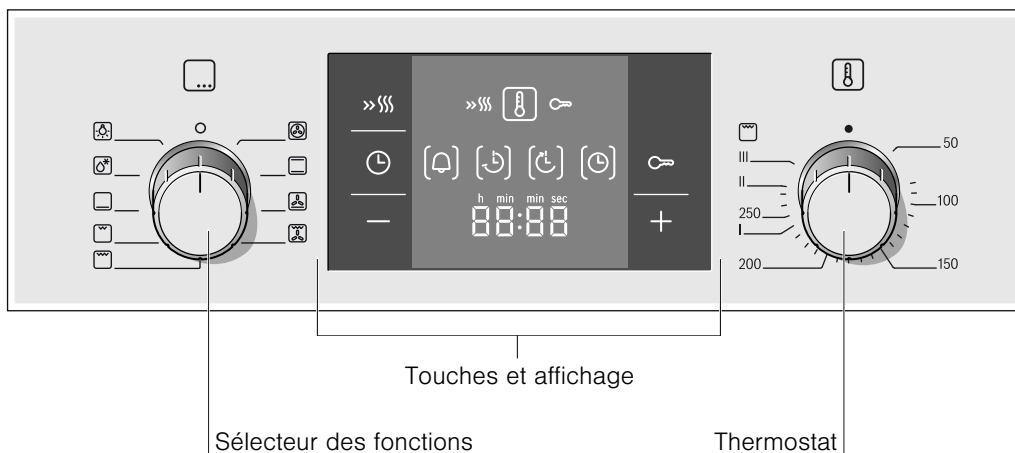 h min min sec
88:88
50
100
150
200
I
250
II
III
Touches et affichage
Sélecteur des fonctions
Thermostat